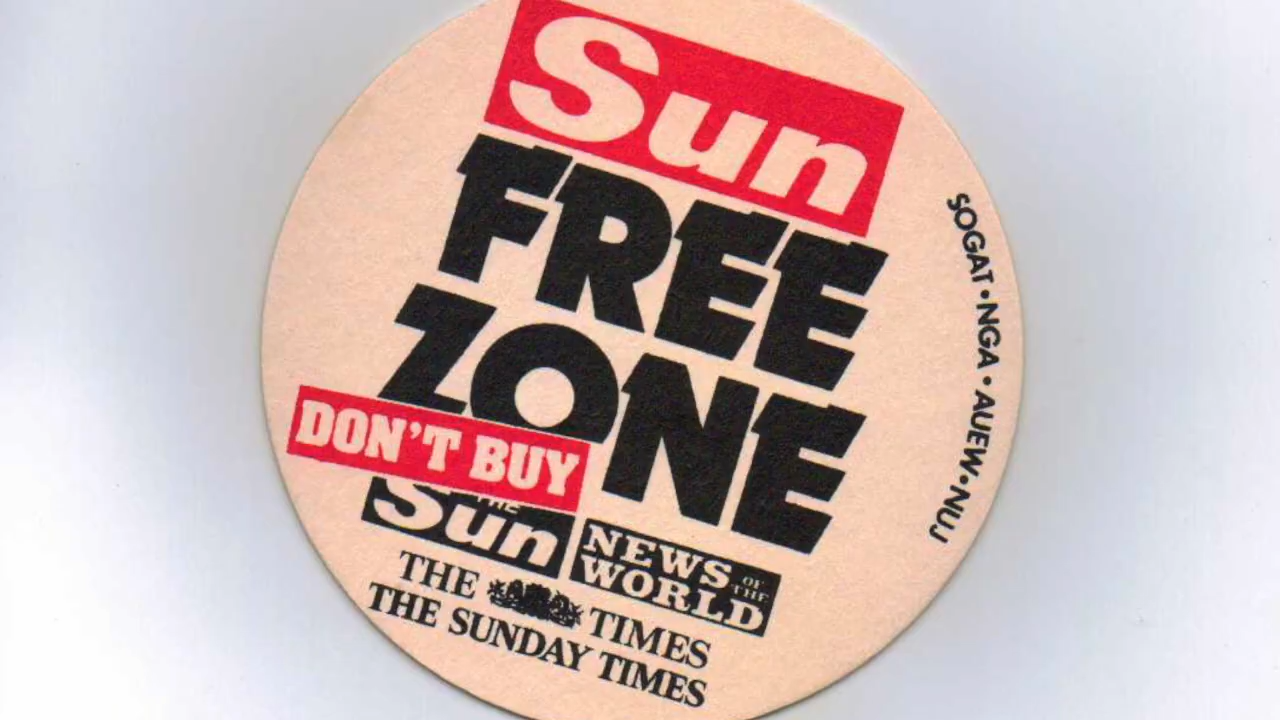 Sun
FREE
ZONE
DON'T BUY
THE
Sun
NEWS
OF THE
WORLD
THE TIMES
THE SUNDAY TIMES
SOGAT • NGA • AUEW • NUJ